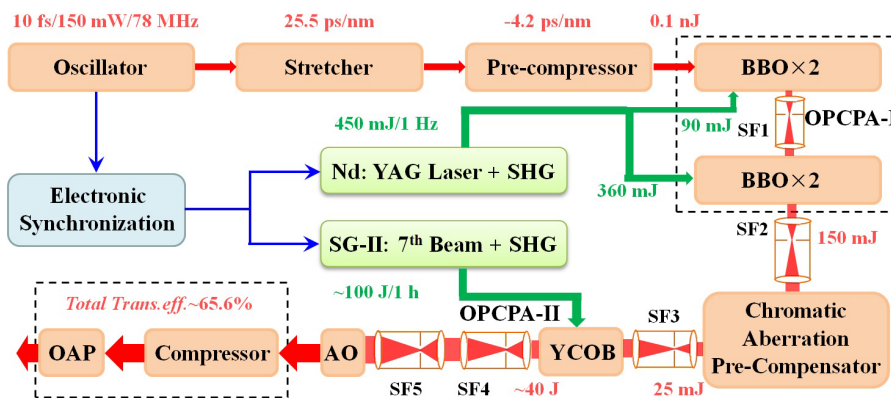 10 fs/150 mW/78 MHz
25.5 ps/nm
-4.2 ps/nm
0.1 nJ
Oscillator
Stretcher
Pre-compressor
BBO×2
450 mJ/1 Hz
90 mJ
SF1
OPCPA-I
Nd: YAG Laser + SHG
360 mJ
BBO×2
Electronic
Synchronization
SG-II: 7th Beam + SHG
SF2
150 mJ
~100 J/1 h
Total Trans.eff.~65.6%
OPCPA-II
SF3
Chromatic
Aberration
Pre-Compensator
OAP
Compressor
AO
YCOB
SF5
SF4
~40 J
25 mJ